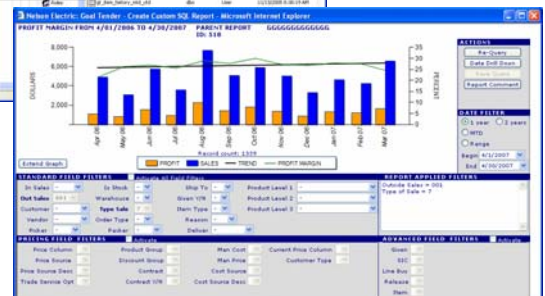 Nelson Electric: Goal Tender - Create Custom SQL Report - Microsoft Internet Explorer
PROFIT MARGIN FROM 4/01/2006 TO 4/30/2007 PARENT REPORT GGGGGGGGGGGGG
ID: 510
ACTIONS
Re-Query
Date Drill Down
Save Query
Report Comment
8,000
6,000
4,000
2,000
DOLLARS
35
30
25
20
15
10
5
0
PERCENT
Apr-06 May-06 Jun-06 Jul-06 Aug-06 Sep-06 Oct-06 Nov-06 Dec-06 Jan-07 Feb-07 Mar-07
Record count: 1309
PROFIT SALES TREND PROFIT MARGIN
Extend Graph
DATE FILTER
1 year 2 years
MTD
Range
Begin 4/1/2007
End 4/30/2007
STANDARD FIELD FILTERS Activate All Field Filters
In Sales Is Stock Ship To Product Level 1
Out Sales Warehouse Given Y/N Product Level 2
Customer Type Sale Item Type Product Level 3
Vendor Order Type Reason
Picker Packer Deliver
REPORT APPLIED FILTERS
Outside Sales = 001
Type of Sale = 7
PRICING FIELD FILTERS Activate
Price Column Product Group Man Cost Current Price Column
Price Source Discount Group Man Price Customer Type
Price Source Desc Contract Cost Source
Trade Service Opt Contract Y/N Cost Source Desc
ADVANCED FIELD FILTERS Activate
Given
SIC
Line Buy
Release
Item